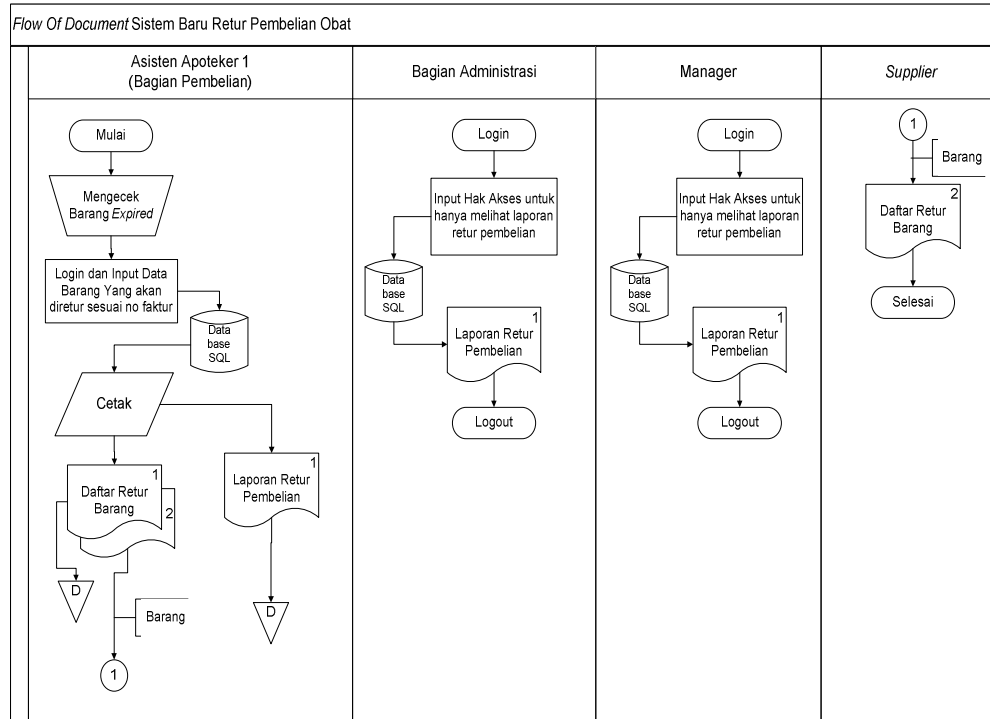 Flow Of Document Sistem Baru Retur Pembelian Obat
Asisten Apoteker 1
(Bagian Pembelian)
Bagian Administrasi
Manager
Supplier
Mulai
Mengecek
Barang Expired
Login dan Input Data
Barang Yang akan
diretur sesuai no faktur
Data
base
SQL
Cetak
1
Daftar Retur
Barang
2
1
Laporan Retur
Pembelian
D
D
Barang
1
Login
Input Hak Akses untuk
hanya melihat laporan
retur pembelian
Data
base
SQL
1
Laporan Retur
Pembelian
Logout
Login
Input Hak Akses untuk
hanya melihat laporan
retur pembelian
Data
base
SQL
1
Laporan Retur
Pembelian
Logout
1
Barang
2
Daftar Retur
Barang
Selesai